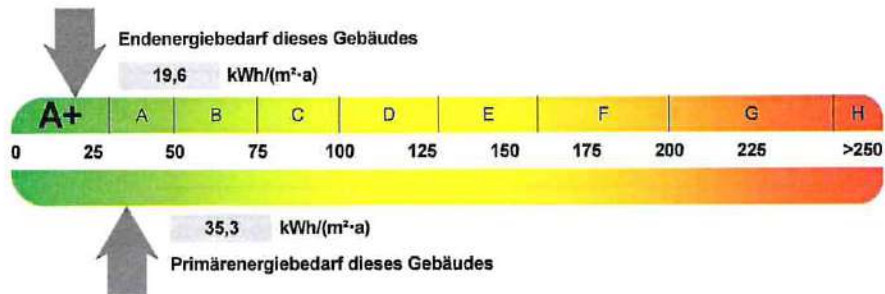 Endenergiebedarf dieses Gebäudes
19,6 kWh/(m²·a)
A+ A B C D E F G H
0 25 50 75 100 125 150 175 200 225 >250
35,3 kWh/(m²·a)
Primärenergiebedarf dieses Gebäudes